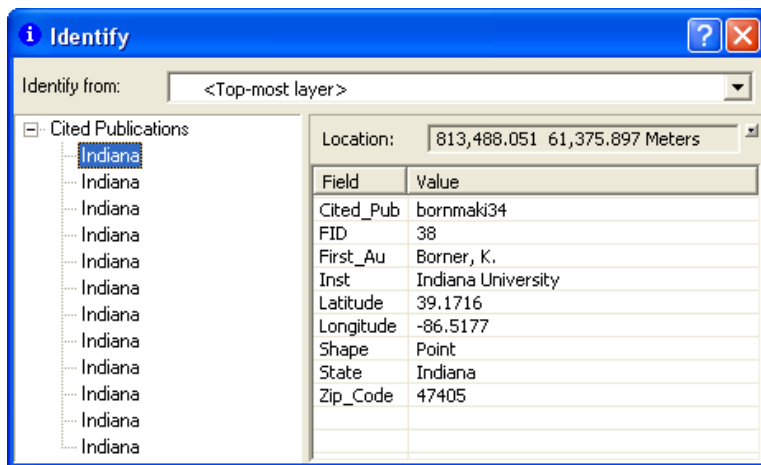 Identify
Identify from: <Top-most layer>
Cited Publications
Indiana
Indiana
Indiana
Indiana
Indiana
Indiana
Indiana
Indiana
Indiana
Indiana
Indiana
Indiana
Location: 813,488.051 61,375.897 Meters
Field Value
Cited_Pub bornmaki34
FID 38
First_Au Borner, K.
Inst Indiana University
Latitude 39.1716
Longitude -86.5177
Shape Point
State Indiana
Zip_Code 47405